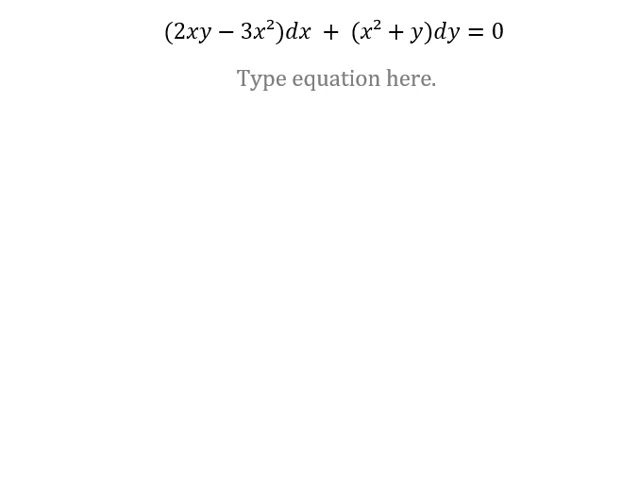 (2xy − 3x²)dx + (x² + y)dy = 0
Type equation here.